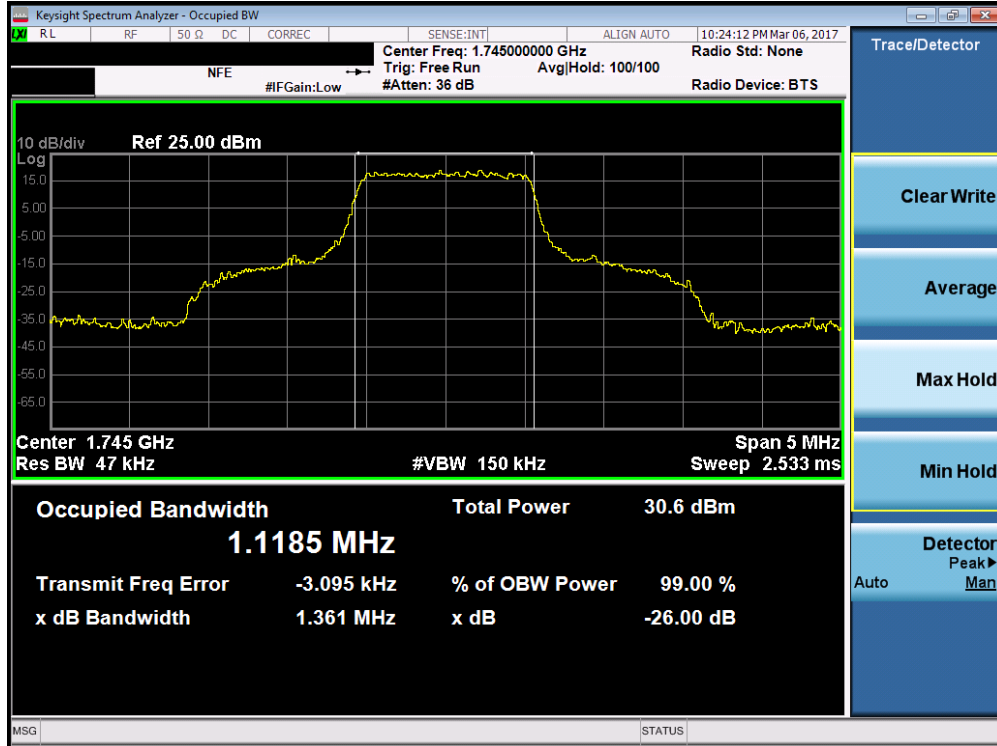 Keysight Spectrum Analyzer - Occupied BW
LXI RL RF 50 Ω DC CORREC SENSE:INT ALIGN AUTO 10:24:12 PM Mar 06, 2017
Center Freq: 1.745000000 GHz Radio Std: None
NFE Trig: Free Run Avg|Hold: 100/100
#IFGain:Low #Atten: 36 dB Radio Device: BTS
10 dB/div Ref 25.00 dBm
Log
15.0
5.00
-5.00
-15.0
-25.0
-35.0
-45.0
-55.0
-65.0
Center 1.745 GHz Span 5 MHz
Res BW 47 kHz #VBW 150 kHz Sweep 2.533 ms
Occupied Bandwidth Total Power 30.6 dBm
1.1185 MHz
Transmit Freq Error -3.095 kHz % of OBW Power 99.00 %
x dB Bandwidth 1.361 MHz x dB -26.00 dB
MSG STATUS
Trace/Detector
Clear Write
Average
Max Hold
Min Hold
Detector
Peak▶
Auto Man